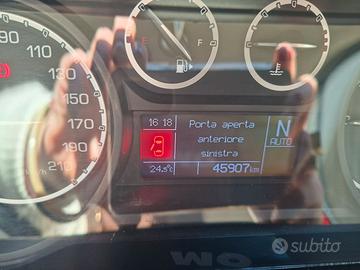 190
210
170
150
130
110
90
70
E
F
16:18
Porta aperta
anteriore
sinistra
N
AUTO
24.5°C
45907 km
subito